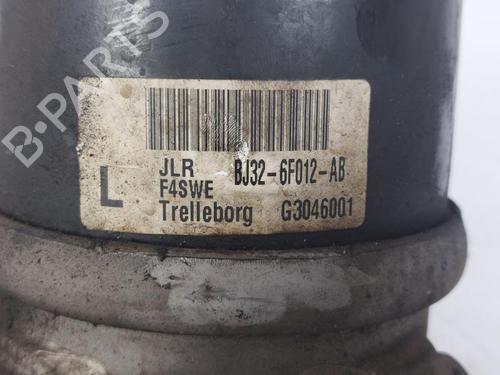 B-PARTS
L
JLR BJ32-6F012-AB
F4SWE
Trelleborg G3046001